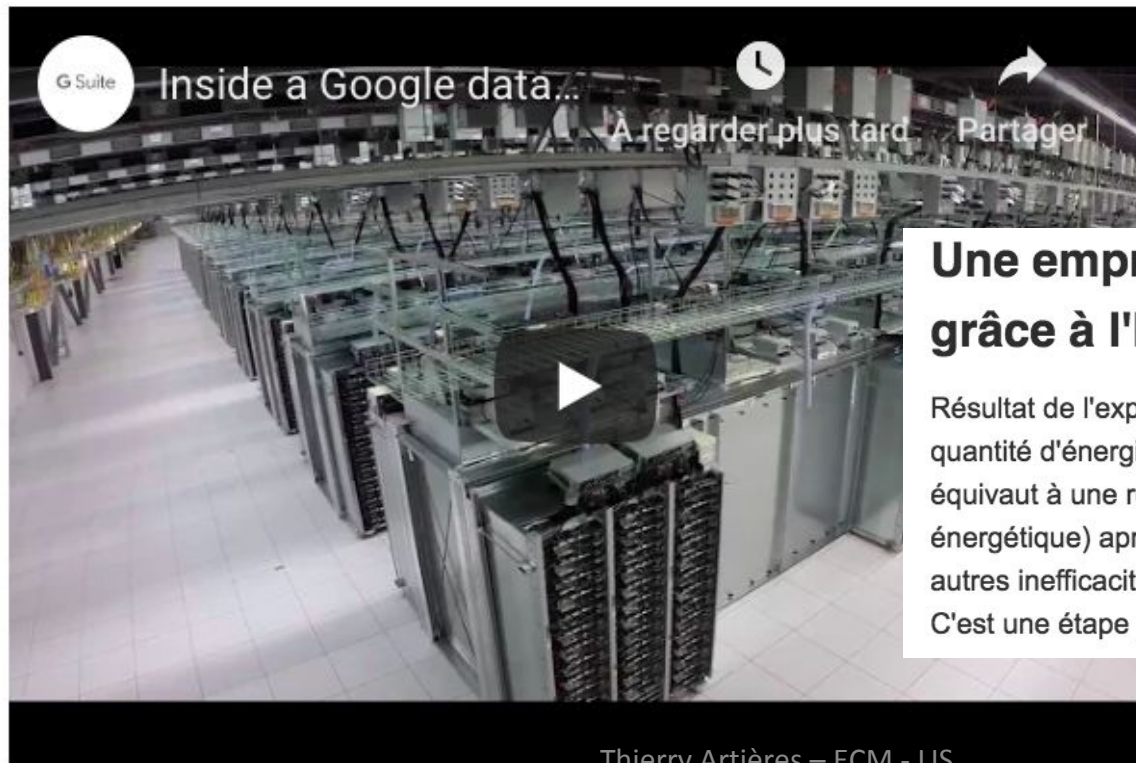 G Suite
Inside a Google data...
À regarder plus tard
Partager
Une empr
grâce à l'
Résultat de l'exp
quantité d'énergi
équivaut à une r
énergétique) apr
autres inefficacit
C'est une étape
Thierry Artières – ECM - LIS